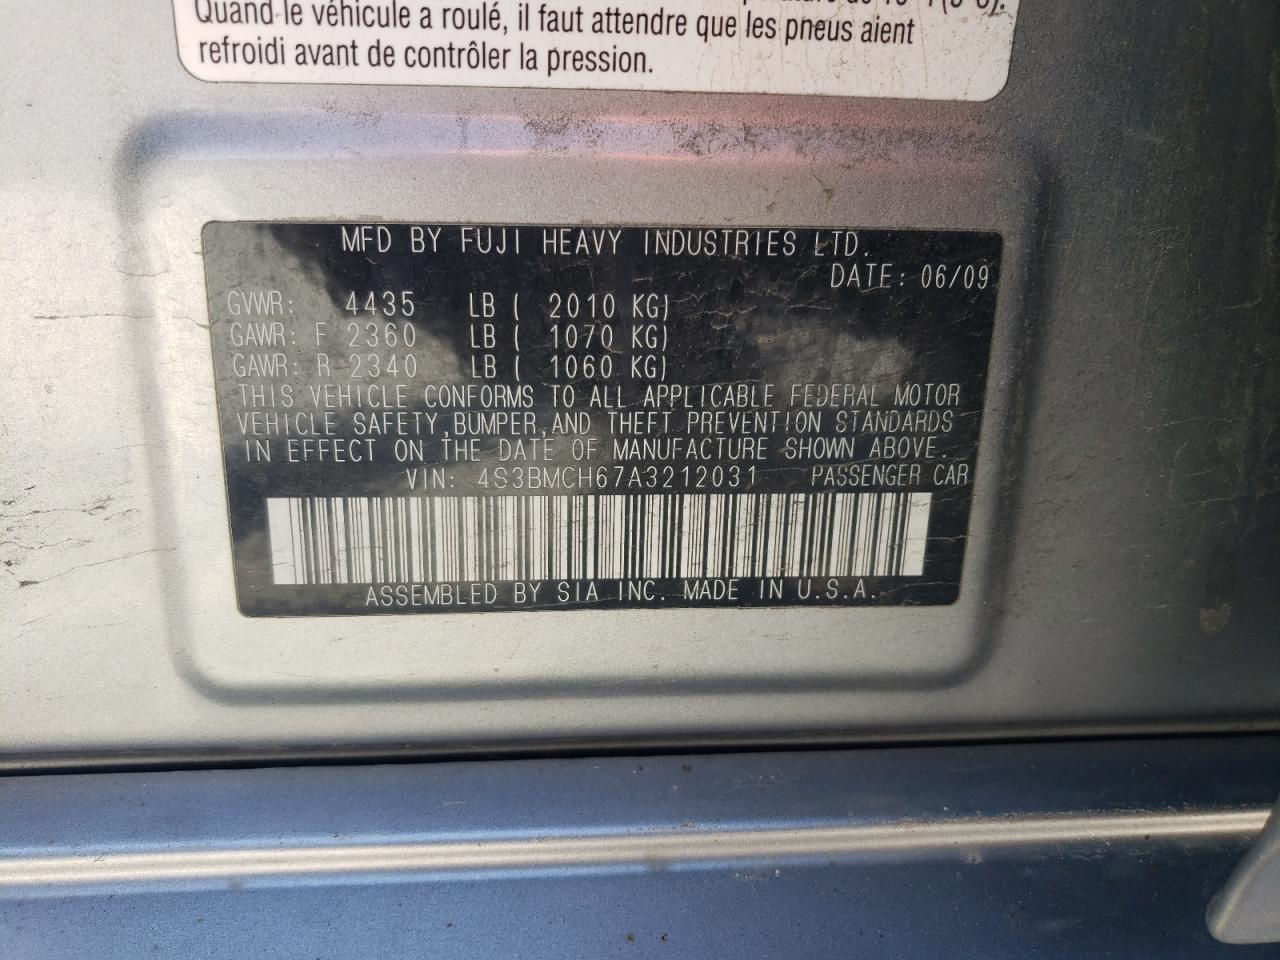 Quand le véhicule a roulé, il faut attendre que les pneus aient
refroidi avant de contrôler la pression.
MFD BY FUJI HEAVY INDUSTRIES LTD.
DATE: 06/09
GVWR: 4435 LB ( 2010 KG)
GAWR: F 2360 LB ( 1070 KG)
GAWR: R 2340 LB ( 1060 KG)
THIS VEHICLE CONFORMS TO ALL APPLICABLE FEDERAL MOTOR
VEHICLE SAFETY,BUMPER,AND THEFT PREVENTION STANDARDS
IN EFFECT ON THE DATE OF MANUFACTURE SHOWN ABOVE.
VIN: 4S3BMCH67A3212031 PASSENGER CAR
ASSEMBLED BY SIA INC. MADE IN U.S.A.